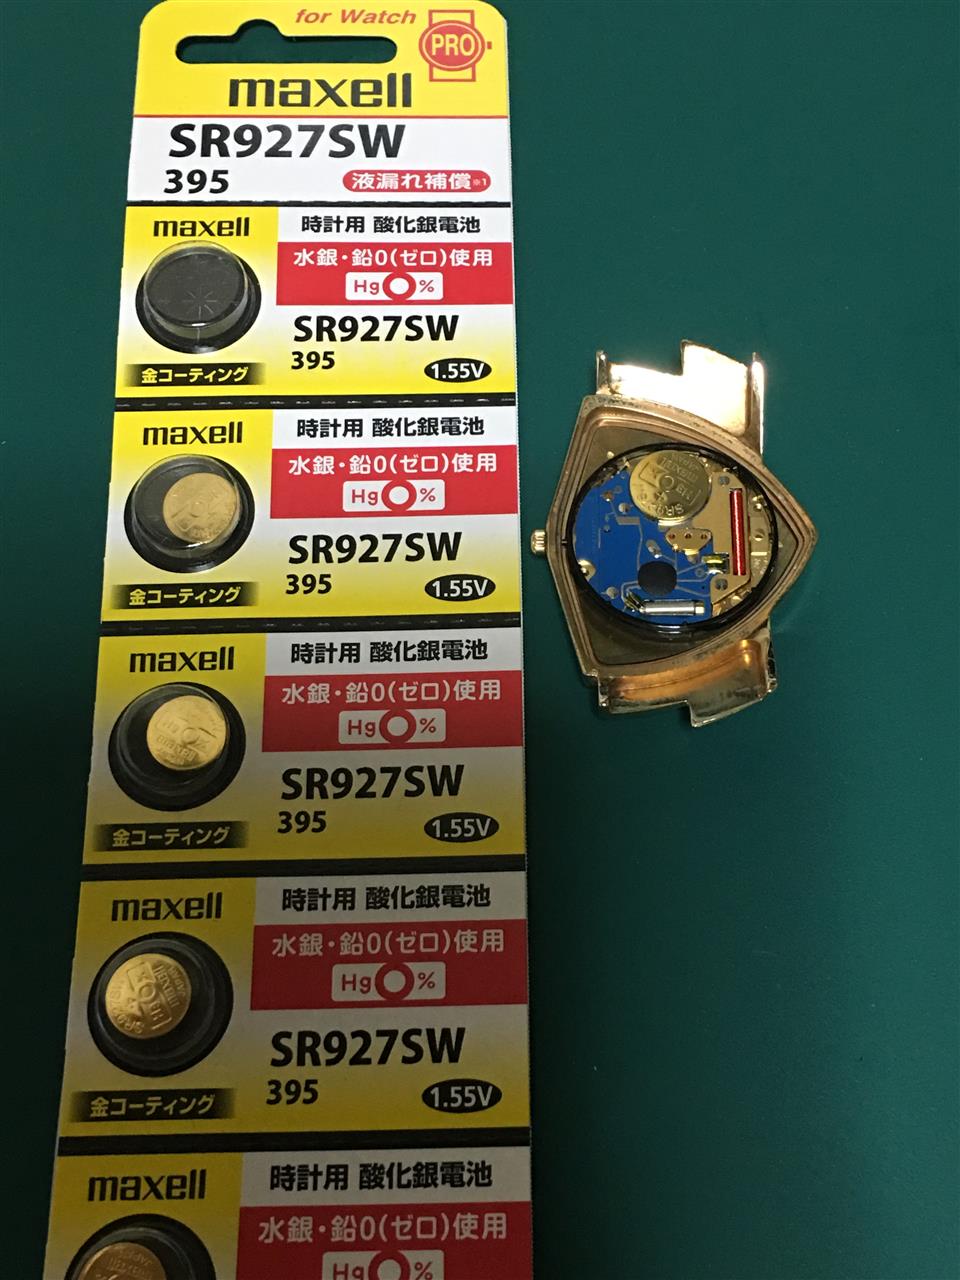 for Watch
PRO
maxell
SR927SW
395
液漏れ補償※1
maxell
時計用 酸化銀電池
水銀・鉛0(ゼロ)使用
Hg 0%
SR927SW
395
1.55V
金コーティング
maxell
時計用 酸化銀電池
水銀・鉛0(ゼロ)使用
Hg 0%
SR927SW
395
1.55V
金コーティング
maxell
時計用 酸化銀電池
水銀・鉛0(ゼロ)使用
Hg 0%
SR927SW
395
1.55V
金コーティング
maxell
時計用 酸化銀電池
水銀・鉛0(ゼロ)使用
Hg 0%
SR927SW
395
1.55V
金コーティング
maxell
時計用 酸化銀電池
水銀・鉛0(ゼロ)使用
Hg 0%